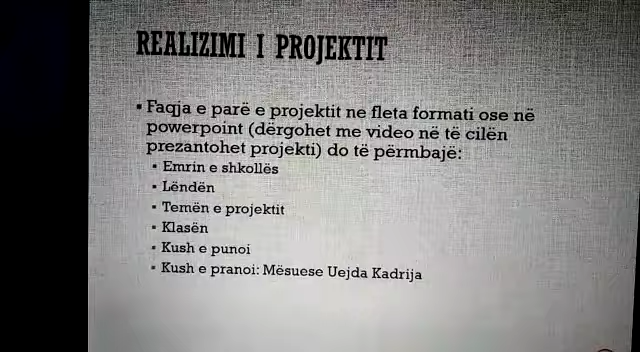 REALIZIMI I PROJEKTIT
▪ Faqja e parë e projektit ne fleta formati ose në
powerpoint (dërgohet me video në të cilën
prezantohet projekti) do të përmbajë:
▪ Emrin e shkollës
▪ Lëndën
▪ Temën e projektit
▪ Klasën
▪ Kush e punoi
▪ Kush e pranoi: Mësuese Uejda Kadrija